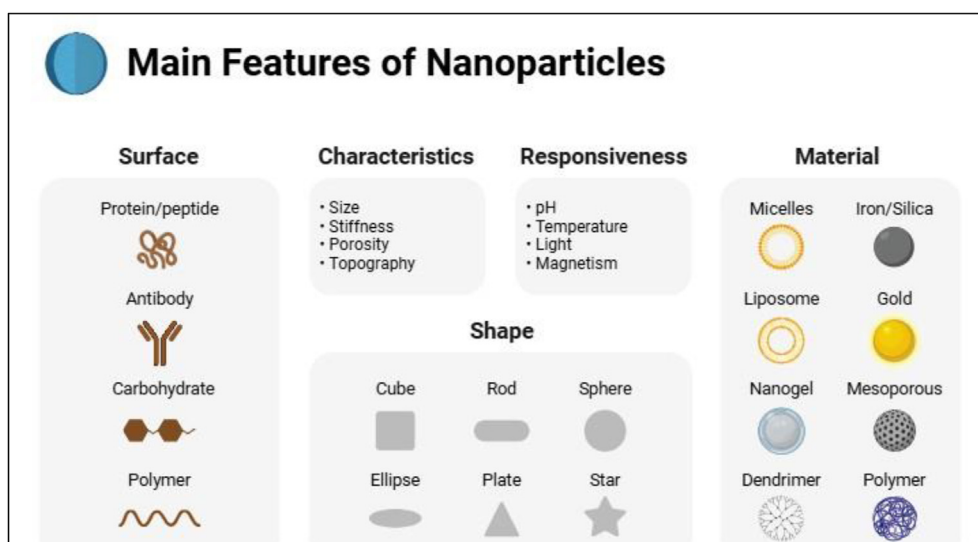 Main Features of Nanoparticles
Surface
Protein/peptide
Antibody
Carbohydrate
Polymer
Characteristics
• Size
• Stiffness
• Porosity
• Topography
Responsiveness
• pH
• Temperature
• Light
• Magnetism
Shape
Cube Rod Sphere
Ellipse Plate Star
Material
Micelles Iron/Silica
Liposome Gold
Nanogel Mesoporous
Dendrimer Polymer